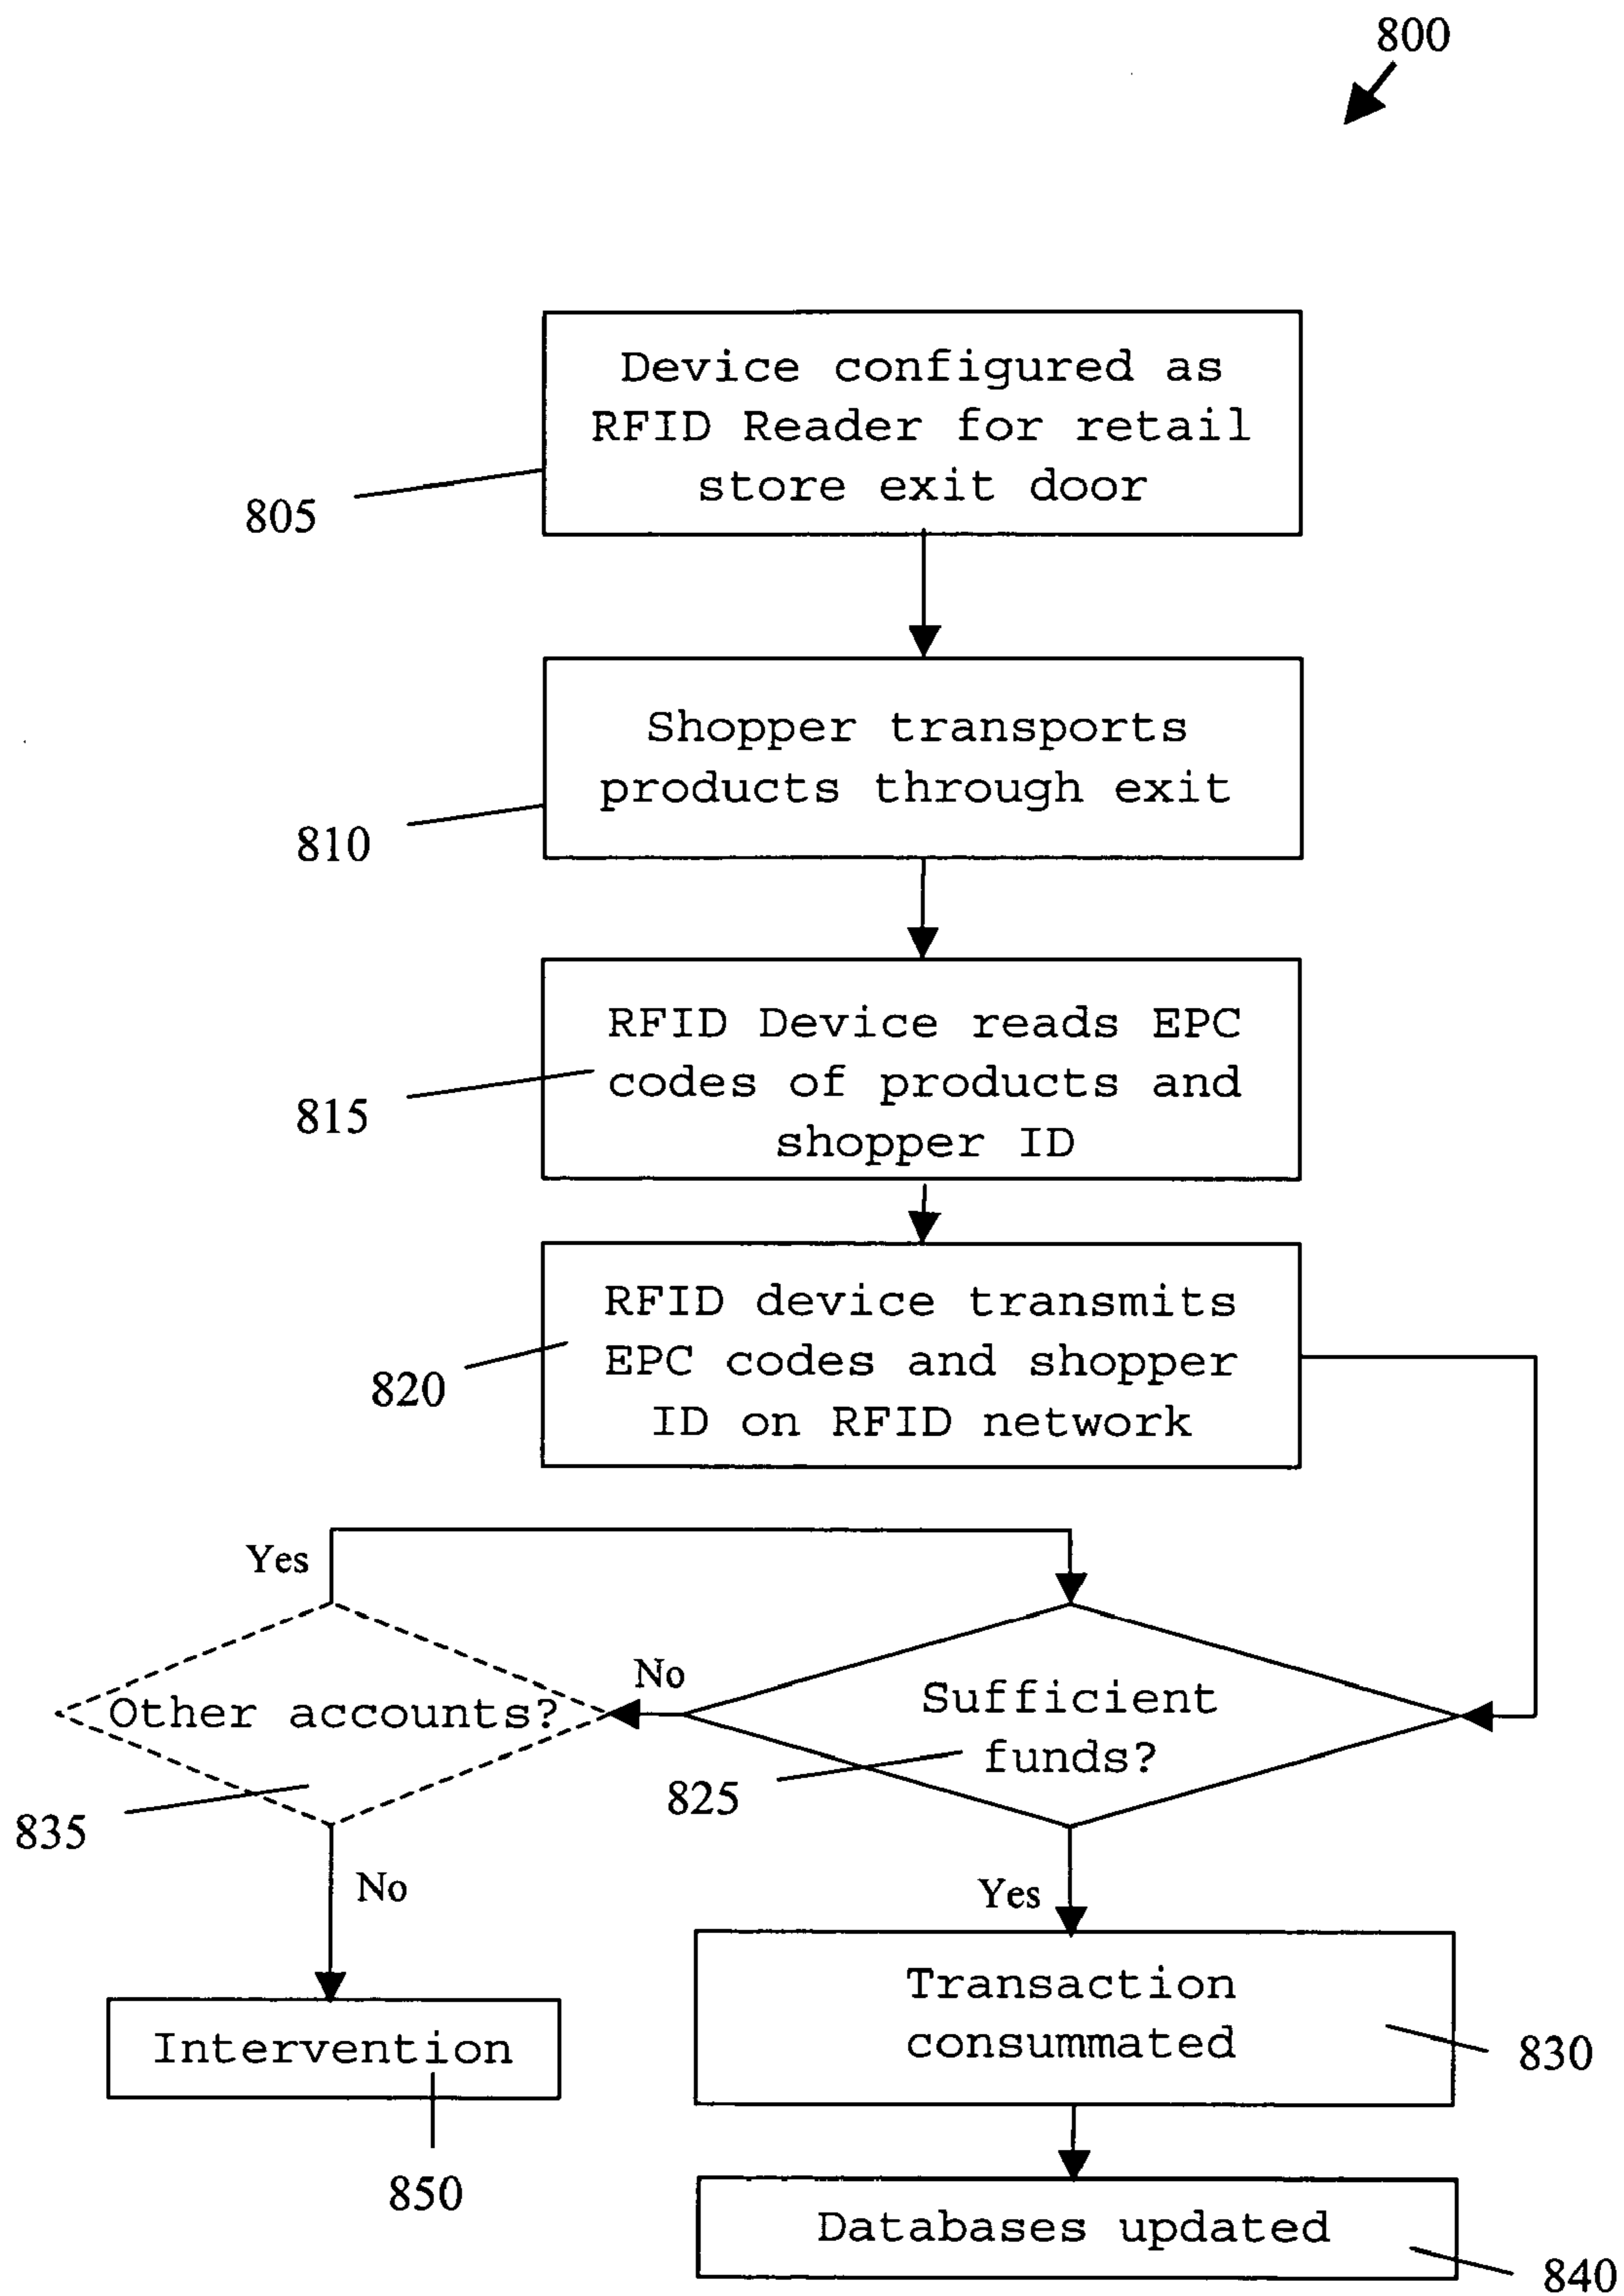 800
Device configured as
RFID Reader for retail
store exit door
805
Shopper transports
products through exit
810
RFID Device reads EPC
codes of products and
shopper ID
815
RFID device transmits
EPC codes and shopper
ID on RFID network
820
Yes
No
Sufficient
funds?
Other accounts?
825
835
No
Yes
Transaction
consummated
830
Intervention
850
Databases updated
840